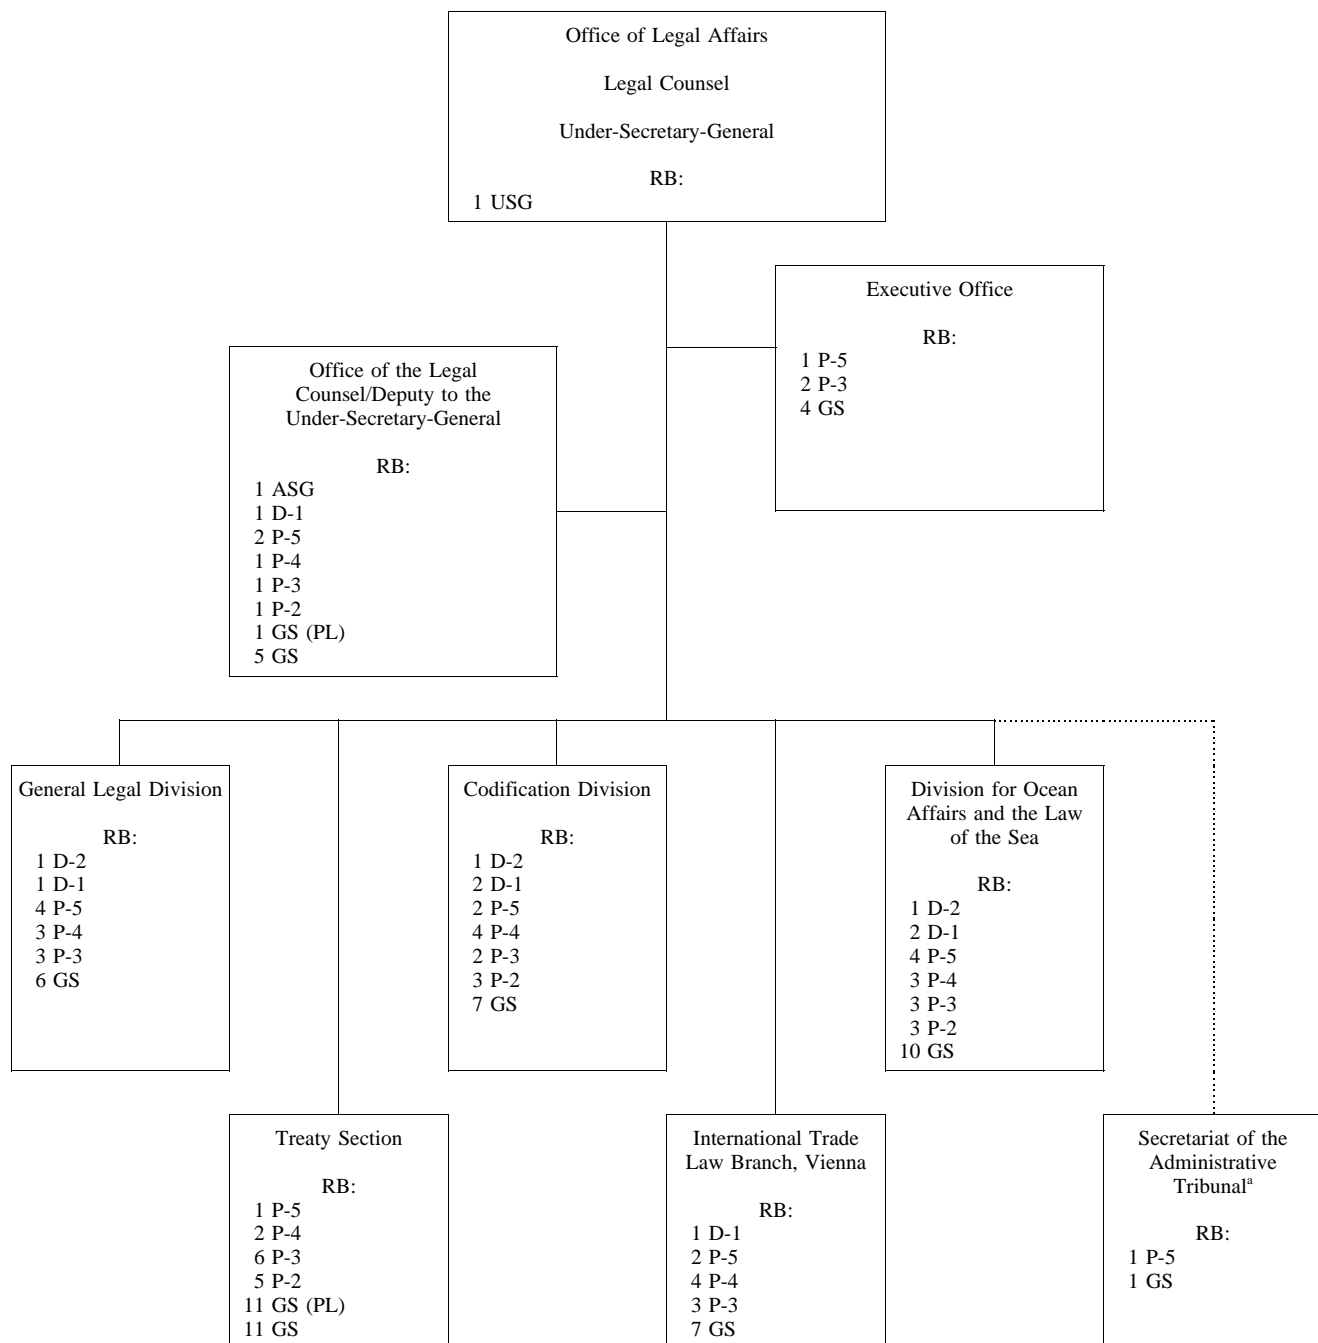 Office of Legal Affairs
Legal Counsel
Under-Secretary-General
RB:
1 USG
Executive Office
RB:
1 P-5
2 P-3
4 GS
Office of the Legal
Counsel/Deputy to the
Under-Secretary-General
RB:
1 ASG
1 D-1
2 P-5
1 P-4
1 P-3
1 P-2
1 GS (PL)
5 GS
General Legal Division
RB:
1 D-2
1 D-1
4 P-5
3 P-4
3 P-3
6 GS
Codification Division
RB:
1 D-2
2 D-1
2 P-5
4 P-4
2 P-3
3 P-2
7 GS
Division for Ocean
Affairs and the Law
of the Sea
RB:
1 D-2
2 D-1
4 P-5
3 P-4
3 P-3
3 P-2
10 GS
Treaty Section
RB:
1 P-5
2 P-4
6 P-3
5 P-2
11 GS (PL)
11 GS
International Trade
Law Branch, Vienna
RB:
1 D-1
2 P-5
4 P-4
3 P-3
7 GS
Secretariat of the
Administrative
Tribunalᵃ
RB:
1 P-5
1 GS